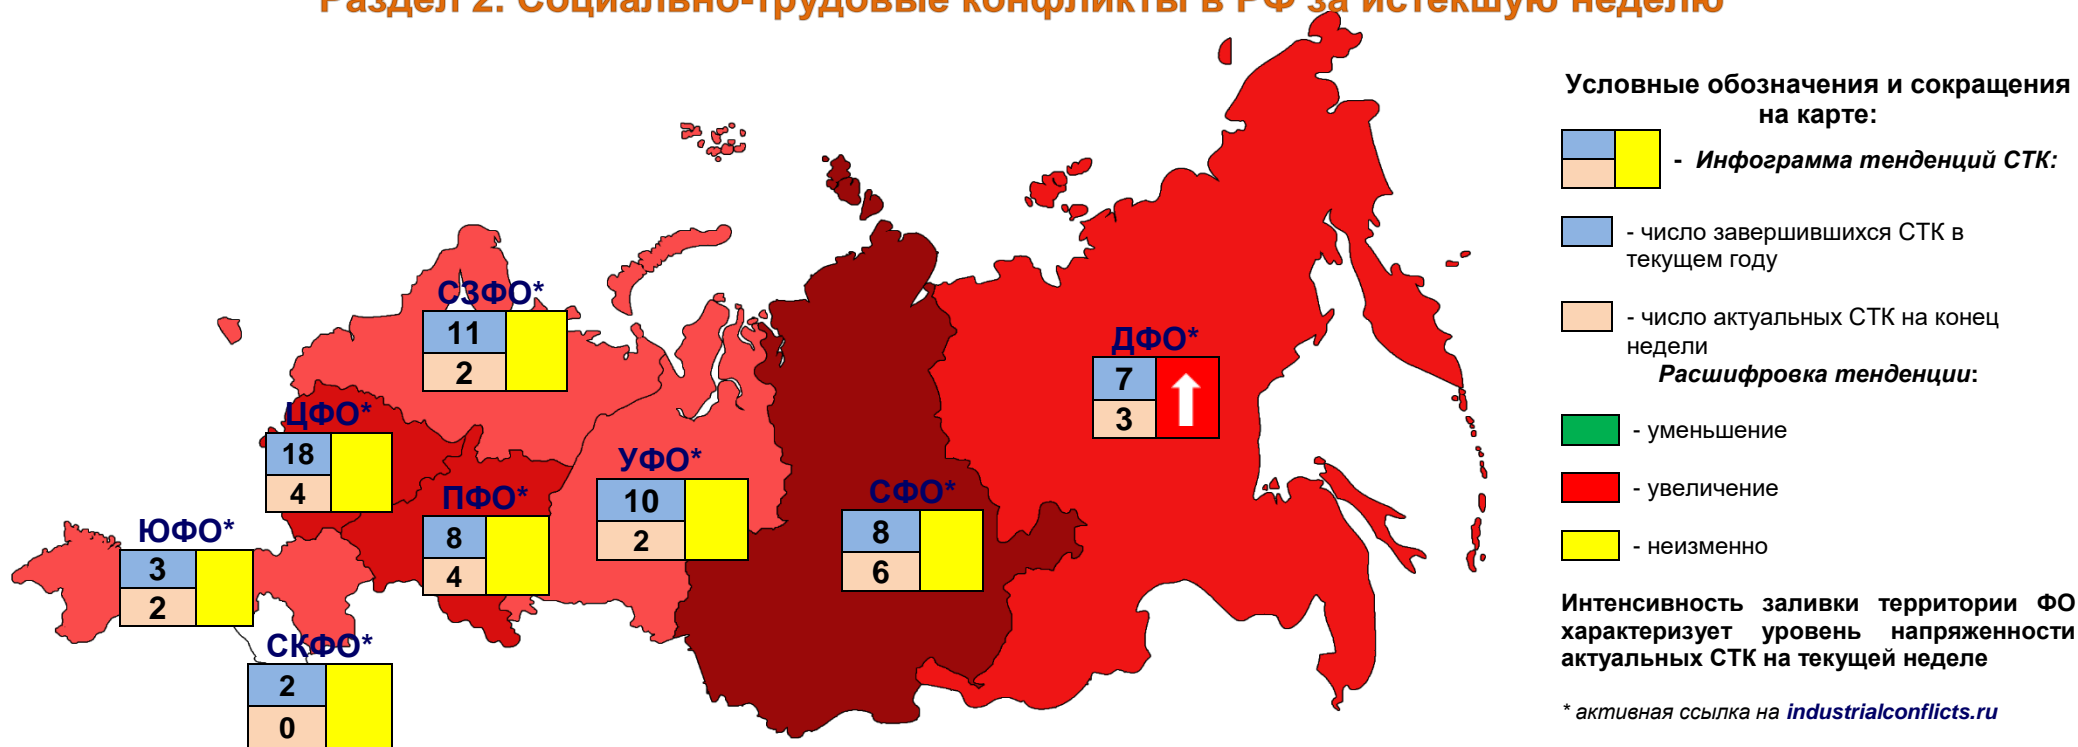 Раздел 2. Социально-трудовые конфликты в РФ за истекшую неделю
СЗФО*
11
2
ЦФО*
18
4
ПФО*
8
4
УФО*
10
2
ЮФО*
3
2
СКФО*
2
0
СФО*
8
6
ДФО*
7
3
Условные обозначения и сокращения
на карте:
- Инфограмма тенденций СТК:
- число завершившихся СТК в
текущем году
- число актуальных СТК на конец
недели
Расшифровка тенденции:
- уменьшение
- увеличение
- неизменно
Интенсивность заливки территории ФО
характеризует уровень напряженности
актуальных СТК на текущей неделе
* активная ссылка на industrialconflicts.ru